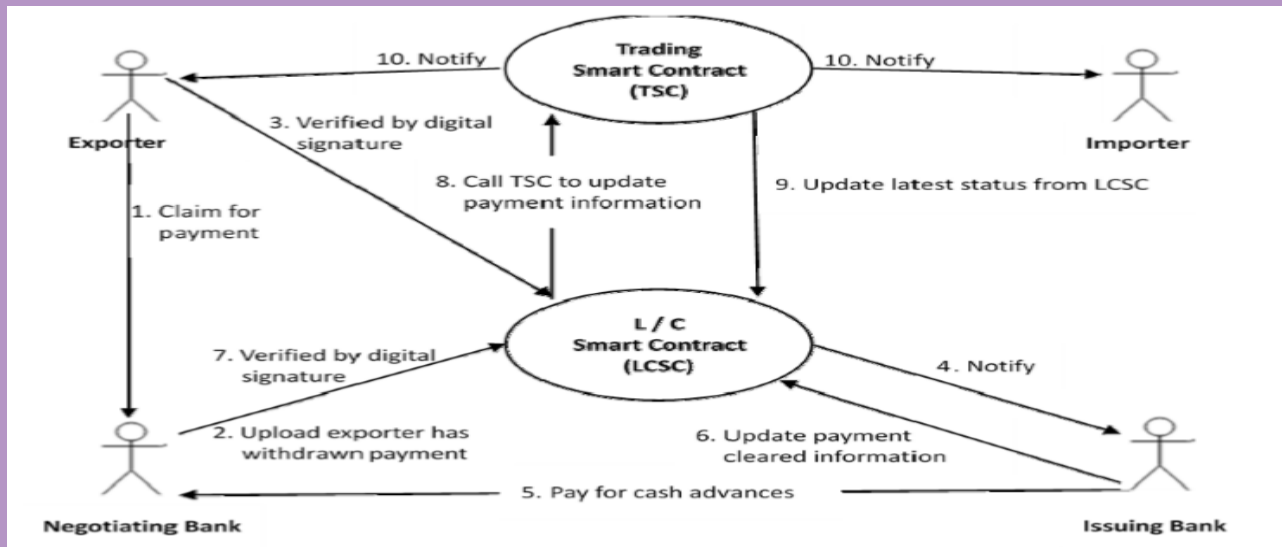 Trading
Smart Contract
(TSC)
10. Notify
10. Notify
Exporter
Importer
3. Verified by digital
signature
8. Call TSC to update
payment information
9. Update latest status from LCSC
1. Claim for
payment
L / C
Smart Contract
(LCSC)
7. Verified by digital
signature
4. Notify
2. Upload exporter has
withdrawn payment
6. Update payment
cleared information
5. Pay for cash advances
Negotiating Bank
Issuing Bank